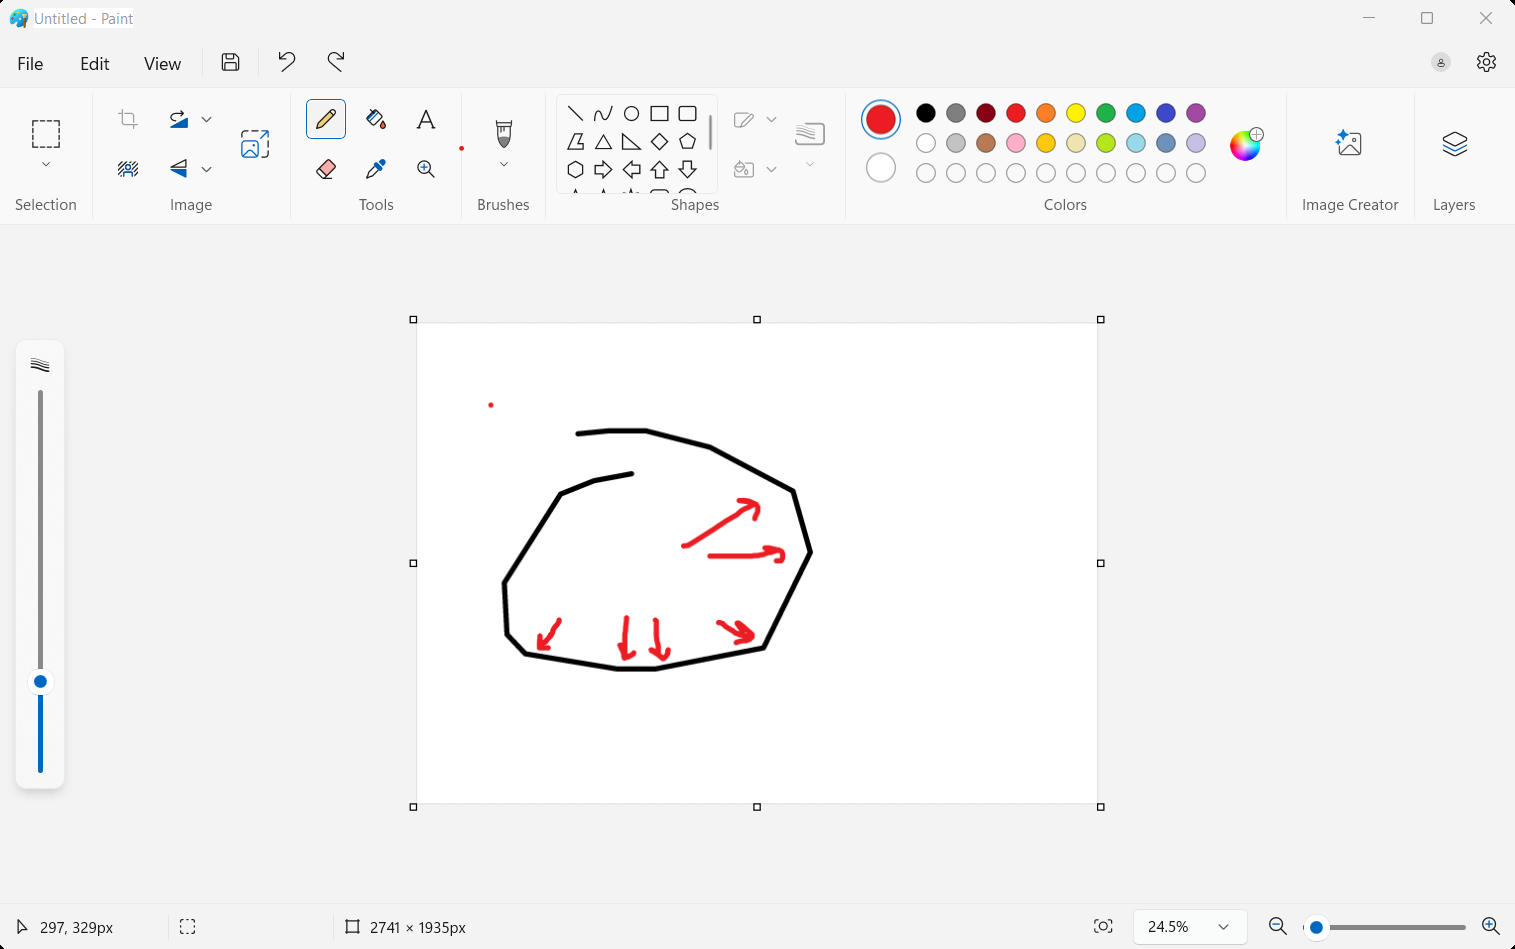 Untitled - Paint
File Edit View
Selection Image Tools Brushes Shapes Colors Image Creator Layers
297, 329px 2741 × 1935px 24.5%